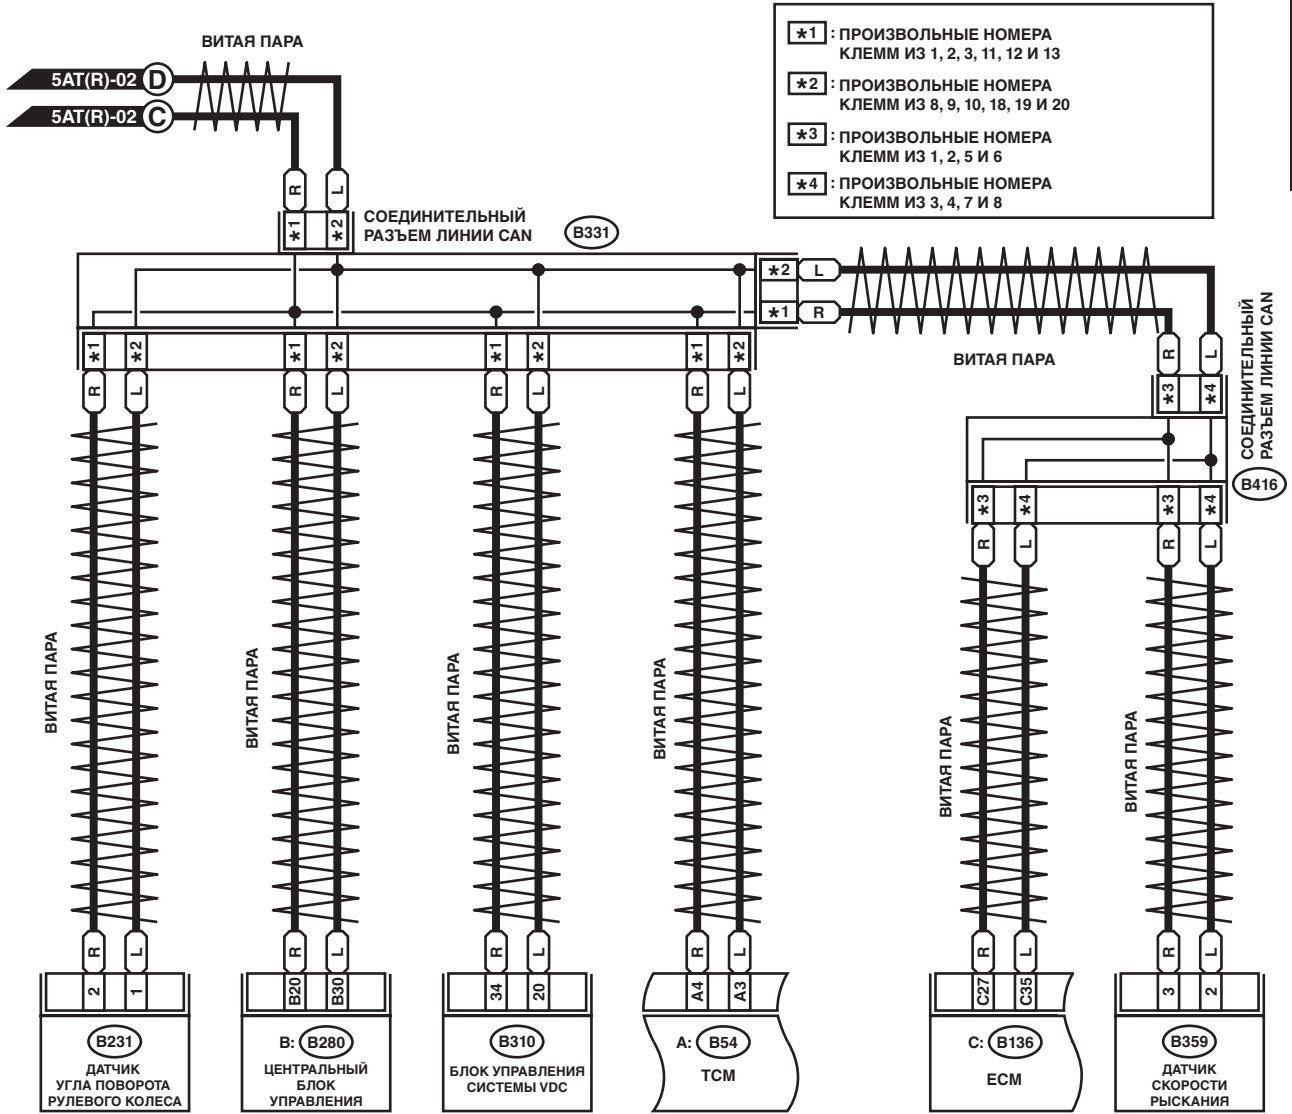 ВИТАЯ ПАРА
5AT(R)-02 D
5AT(R)-02 C
*1 : ПРОИЗВОЛЬНЫЕ НОМЕРА
КЛЕММ ИЗ 1, 2, 3, 11, 12 И 13
*2 : ПРОИЗВОЛЬНЫЕ НОМЕРА
КЛЕММ ИЗ 8, 9, 10, 18, 19 И 20
*3 : ПРОИЗВОЛЬНЫЕ НОМЕРА
КЛЕММ ИЗ 1, 2, 5 И 6
*4 : ПРОИЗВОЛЬНЫЕ НОМЕРА
КЛЕММ ИЗ 3, 4, 7 И 8
R L
*1 *2
СОЕДИНИТЕЛЬНЫЙ
РАЗЪЕМ ЛИНИИ CAN
B331
*2 L
*1 R
ВИТАЯ ПАРА
R L
*3 *4
СОЕДИНИТЕЛЬНЫЙ
РАЗЪЕМ ЛИНИИ CAN
B416
*1 *2 *1 *2 *1 *2 *1 *2
R L R L R L R L
*3 *4 *3 *4
R L R L
ВИТАЯ ПАРА
ВИТАЯ ПАРА
ВИТАЯ ПАРА
ВИТАЯ ПАРА
ВИТАЯ ПАРА
ВИТАЯ ПАРА
R L R L R L R L R L R L
2 1 B20 B30 34 20 A4 A3 C27 C35 3 2
B231
ДАТЧИК
УГЛА ПОВОРОТА
РУЛЕВОГО КОЛЕСА
B: B280
ЦЕНТРАЛЬНЫЙ
БЛОК
УПРАВЛЕНИЯ
B310
БЛОК УПРАВЛЕНИЯ
СИСТЕМЫ VDC
A: B54
TCM
C: B136
ECM
B359
ДАТЧИК
СКОРОСТИ
РЫСКАНИЯ